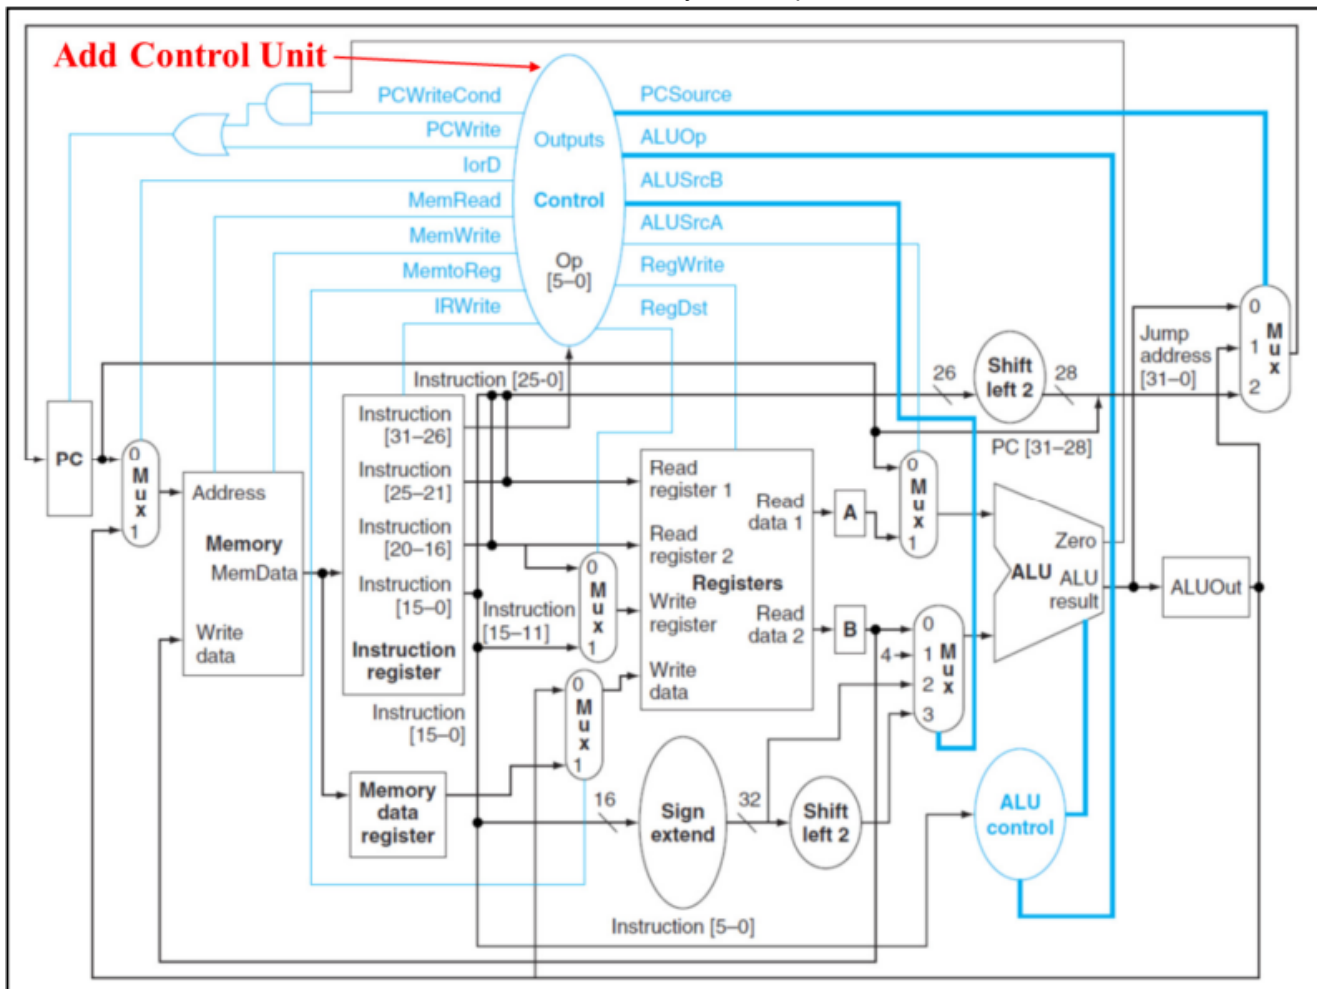 Add Control Unit
PCWriteCond
PCWrite
IorD
MemRead
MemWrite
MemtoReg
IRWrite
Outputs
Control
Op
[5–0]
PCSource
ALUOp
ALUSrcB
ALUSrcA
RegWrite
RegDst
Instruction [25-0]
26
Shift
left 2
28
Jump
address
[31–0]
0
1
2
M
u
x
PC [31–28]
PC
0
M
u
x
1
Address
Memory
MemData
Write
data
Instruction
[31–26]
Instruction
[25–21]
Instruction
[20–16]
Instruction
[15–0]
Instruction
register
Instruction
[15–0]
Instruction
[15–11]
0
M
u
x
1
0
M
u
x
1
Read
register 1
Read
register 2
Registers
Write
register
Write
data
Read
data 1
Read
data 2
A
B
0
M
u
x
1
0
4
1
2
3
M
u
x
Zero
ALU
ALU
result
ALUOut
Memory
data
register
16
Sign
extend
32
Shift
left 2
ALU
control
Instruction [5–0]